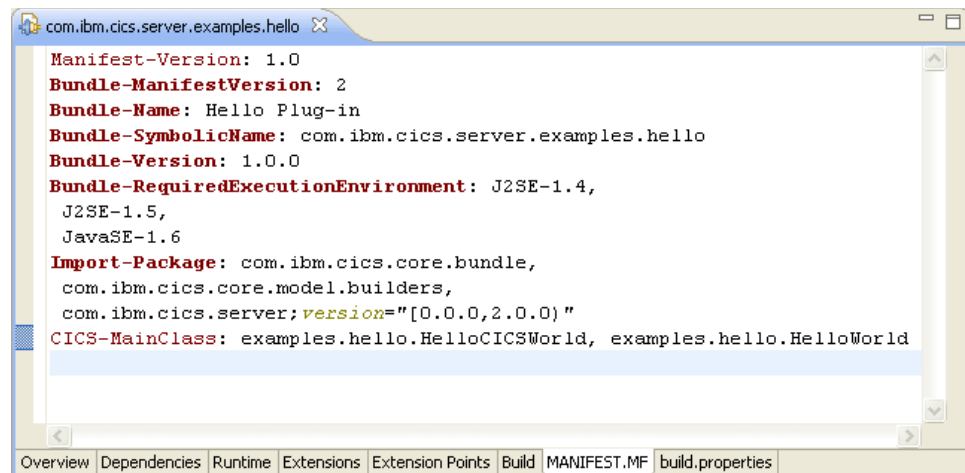 com.ibm.cics.server.examples.hello
Manifest-Version: 1.0
Bundle-ManifestVersion: 2
Bundle-Name: Hello Plug-in
Bundle-SymbolicName: com.ibm.cics.server.examples.hello
Bundle-Version: 1.0.0
Bundle-RequiredExecutionEnvironment: J2SE-1.4,
J2SE-1.5,
JavaSE-1.6
Import-Package: com.ibm.cics.core.bundle,
com.ibm.cics.core.model.builders,
com.ibm.cics.server;version="[0.0.0,2.0.0)"
CICS-MainClass: examples.hello.HelloCICSWorld, examples.hello.HelloWorld
Overview Dependencies Runtime Extensions Extension Points Build MANIFEST.MF build.properties